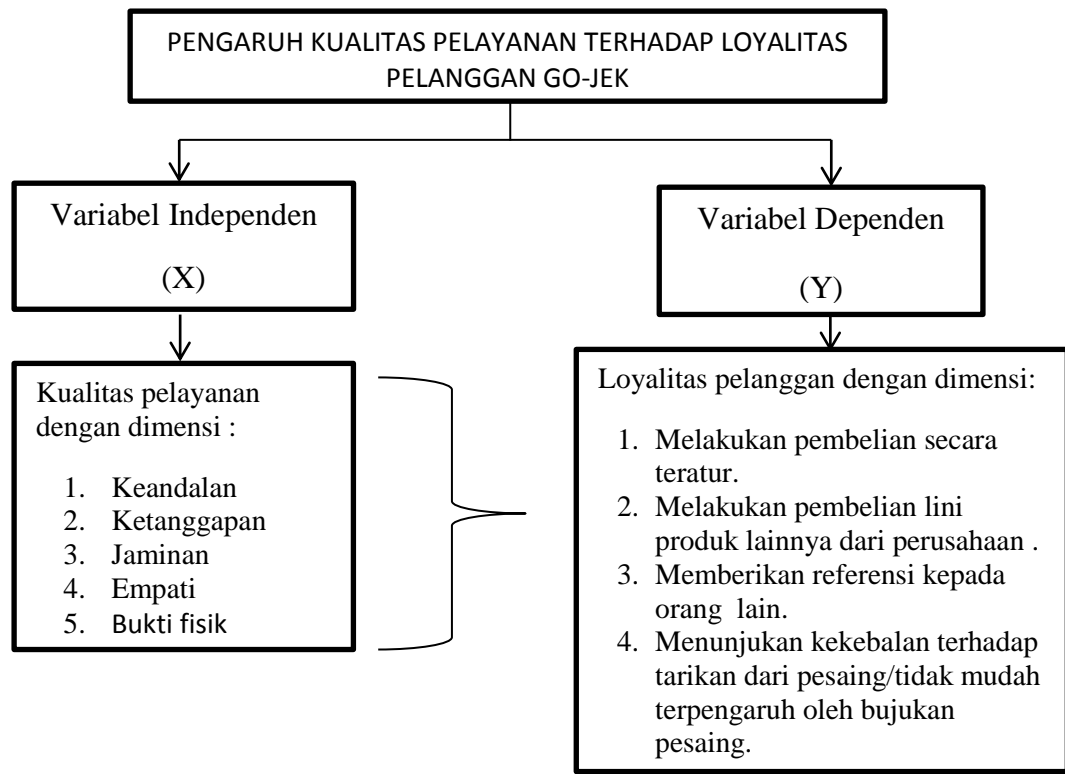 PENGARUH KUALITAS PELAYANAN TERHADAP LOYALITAS
PELANGGAN GO-JEK
Variabel Independen
(X)
Variabel Dependen
(Y)
Kualitas pelayanan
dengan dimensi :
1. Keandalan
2. Ketanggapan
3. Jaminan
4. Empati
5. Bukti fisik
Loyalitas pelanggan dengan dimensi:
1. Melakukan pembelian secara
teratur.
2. Melakukan pembelian lini
produk lainnya dari perusahaan .
3. Memberikan referensi kepada
orang lain.
4. Menunjukan kekebalan terhadap
tarikan dari pesaing/tidak mudah
terpengaruh oleh bujukan
pesaing.